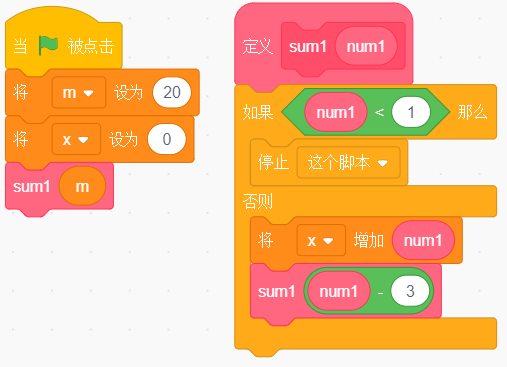 当 被点击
将 m 设为 20
将 x 设为 0
sum1 m
定义 sum1 num1
如果 num1 < 1 那么
停止 这个脚本
否则
将 x 增加 num1
sum1 num1 - 3